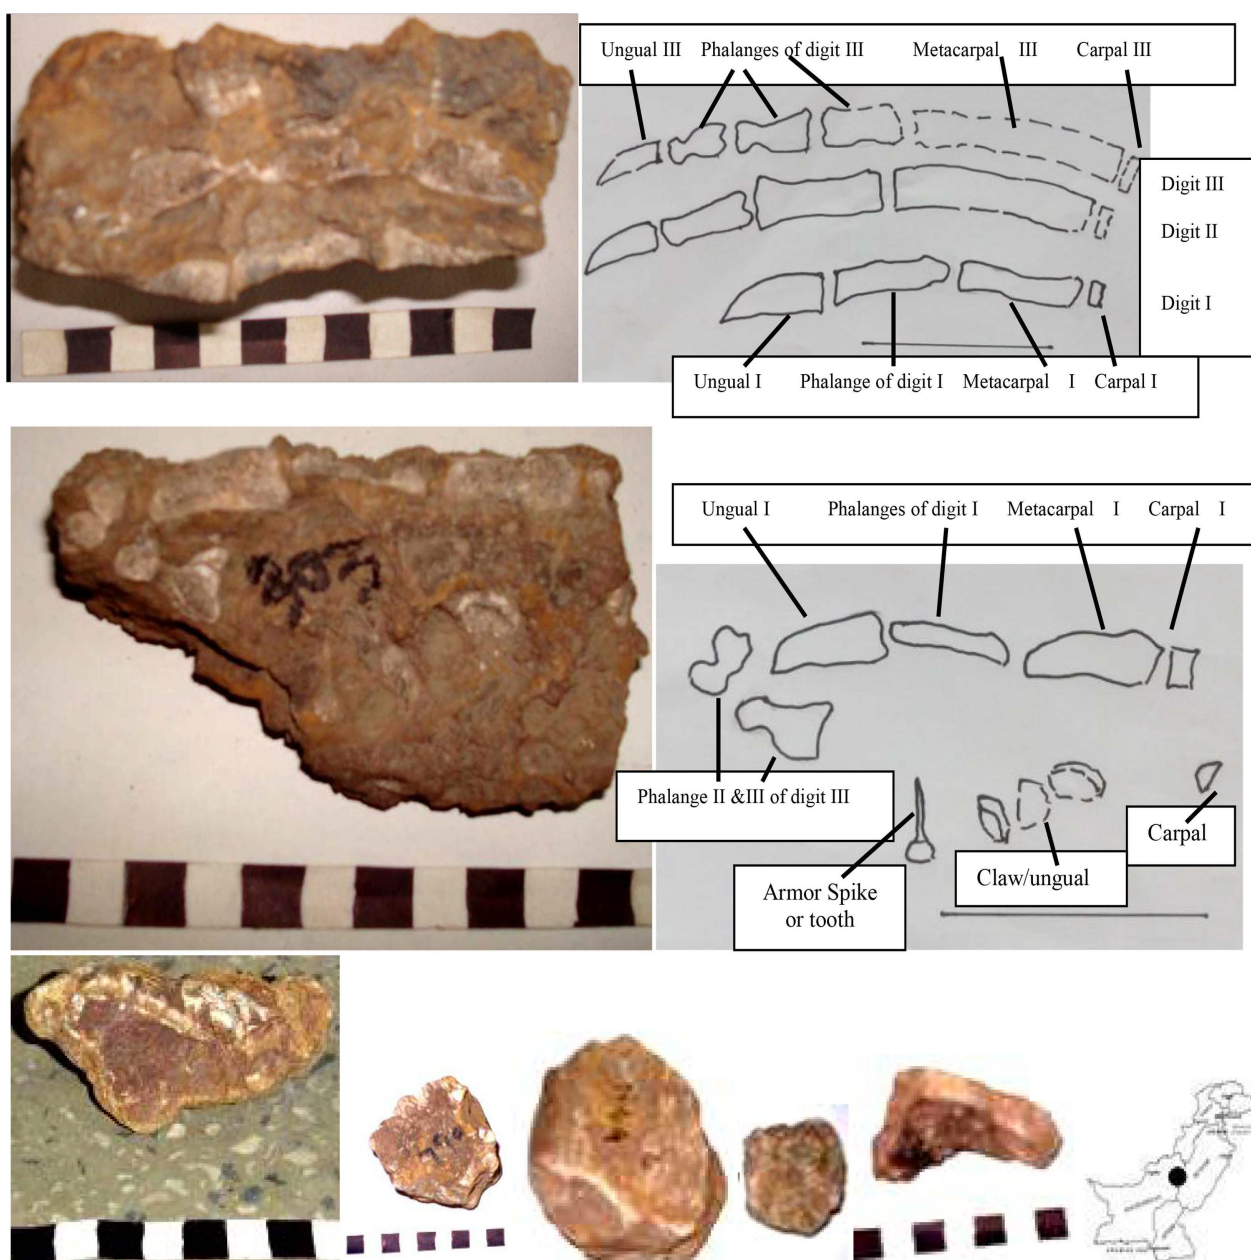 Ungual III Phalanges of digit III Metacarpal III Carpal III
Digit III
Digit II
Digit I
Ungual I Phalange of digit I Metacarpal I Carpal I
Ungual I Phalanges of digit I Metacarpal I Carpal I
Phalange II &III of digit III
Carpal
Claw/ungual
Armor Spike
or tooth